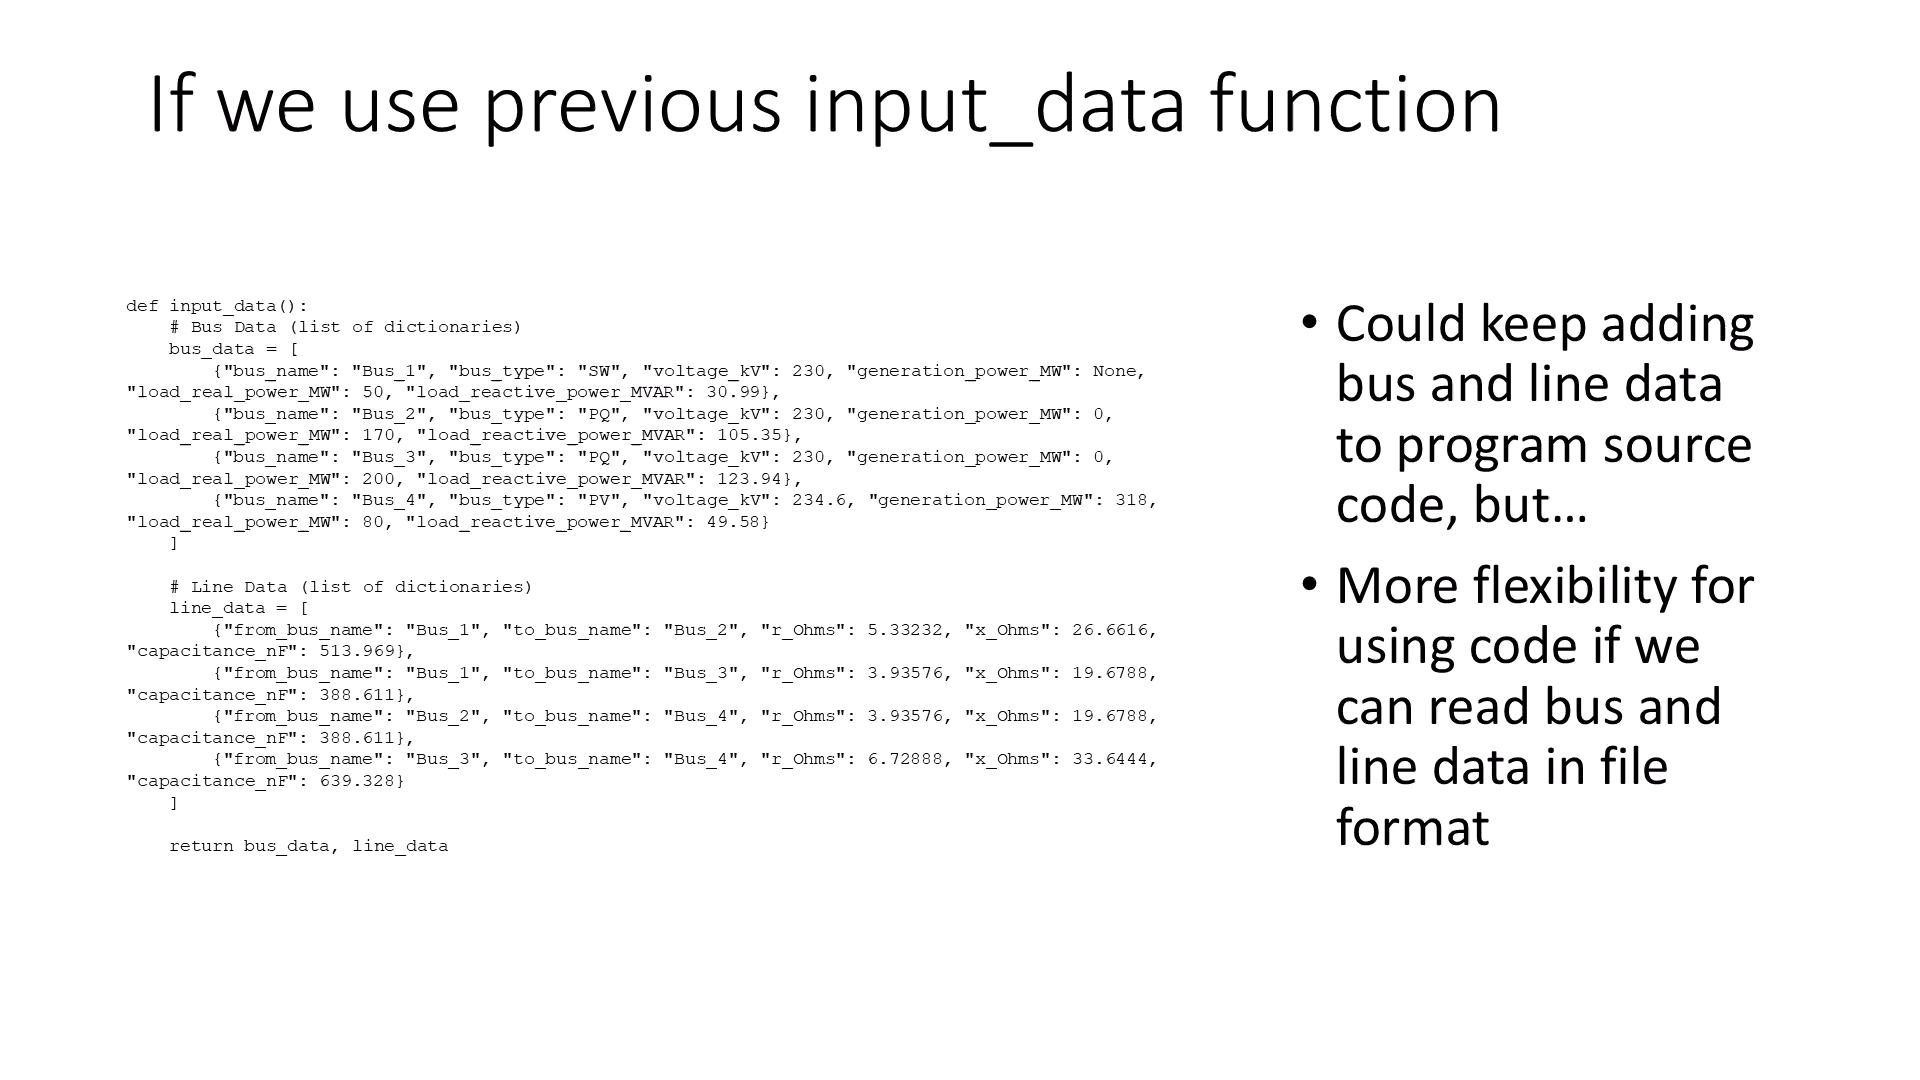 If we use previous input_data function
def input_data():
    # Bus Data (list of dictionaries)
    bus_data = [
        {"bus_name": "Bus_1", "bus_type": "SW", "voltage_kV": 230, "generation_power_MW": None,
"load_real_power_MW": 50, "load_reactive_power_MVAR": 30.99},
        {"bus_name": "Bus_2", "bus_type": "PQ", "voltage_kV": 230, "generation_power_MW": 0,
"load_real_power_MW": 170, "load_reactive_power_MVAR": 105.35},
        {"bus_name": "Bus_3", "bus_type": "PQ", "voltage_kV": 230, "generation_power_MW": 0,
"load_real_power_MW": 200, "load_reactive_power_MVAR": 123.94},
        {"bus_name": "Bus_4", "bus_type": "PV", "voltage_kV": 234.6, "generation_power_MW": 318,
"load_real_power_MW": 80, "load_reactive_power_MVAR": 49.58}
    ]
    # Line Data (list of dictionaries)
    line_data = [
        {"from_bus_name": "Bus_1", "to_bus_name": "Bus_2", "r_Ohms": 5.33232, "x_Ohms": 26.6616,
"capacitance_nF": 513.969},
        {"from_bus_name": "Bus_1", "to_bus_name": "Bus_3", "r_Ohms": 3.93576, "x_Ohms": 19.6788,
"capacitance_nF": 388.611},
        {"from_bus_name": "Bus_2", "to_bus_name": "Bus_4", "r_Ohms": 3.93576, "x_Ohms": 19.6788,
"capacitance_nF": 388.611},
        {"from_bus_name": "Bus_3", "to_bus_name": "Bus_4", "r_Ohms": 6.72888, "x_Ohms": 33.6444,
"capacitance_nF": 639.328}
    ]
    return bus_data, line_data
• Could keep adding
bus and line data
to program source
code, but…
• More flexibility for
using code if we
can read bus and
line data in file
format